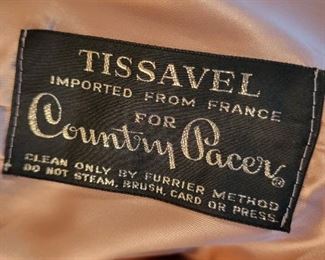 TISSAVEL
IMPORTED FROM FRANCE
FOR
Country Pacer®
CLEAN ONLY BY FURRIER METHOD
DO NOT STEAM, BRUSH, CARD OR PRESS.